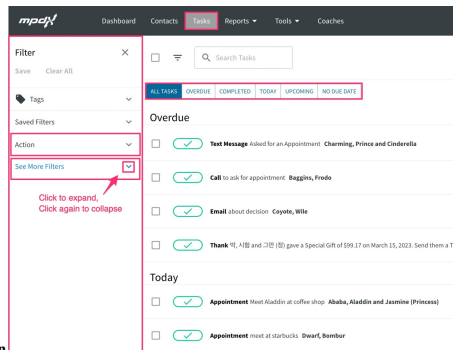 mpdx Dashboard Contacts Tasks Reports Tools Coaches
Filter
Save Clear All
Tags
Saved Filters
Action
See More Filters
Click to expand,
Click again to collapse
Search Tasks
ALL TASKS OVERDUE COMPLETED TODAY UPCOMING NO DUE DATE
Overdue
Text Message Asked for an Appointment Charming, Prince and Cinderella
Call to ask for appointment Baggins, Frodo
Email about decision Coyote, Wile
Thank 박, 시험 and 그만 (정) gave a Special Gift of $99.17 on March 15, 2023. Send them a T
Today
Appointment Meet Aladdin at coffee shop Ababa, Aladdin and Jasmine (Princess)
Appointment meet at starbucks Dwarf, Bombur